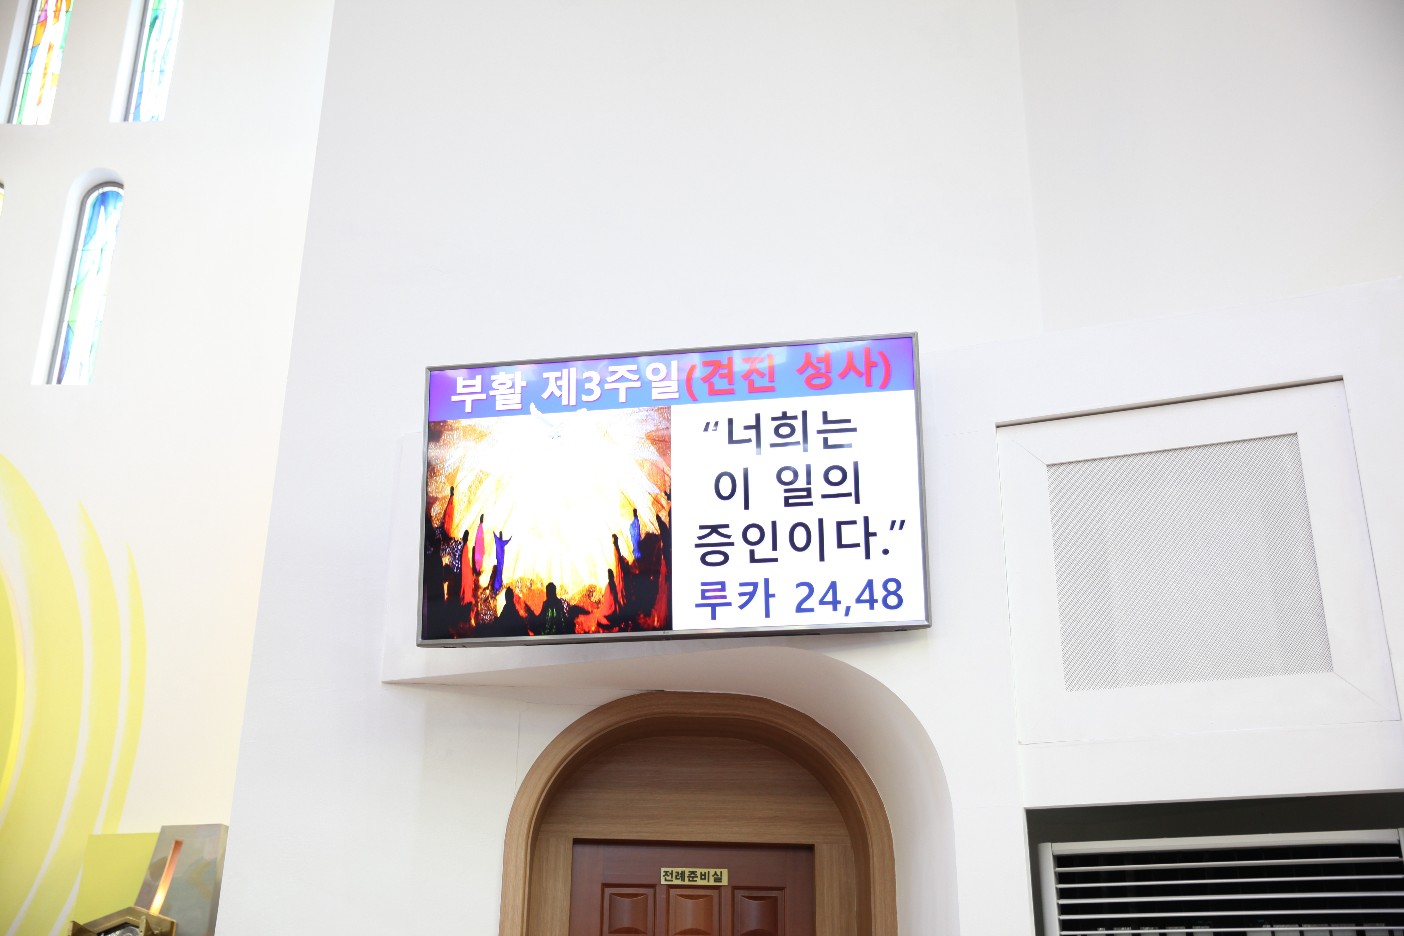 부활 제3주일(견진 성사)
“너희는
이 일의
증인이다.”
루카 24,48
전례준비실